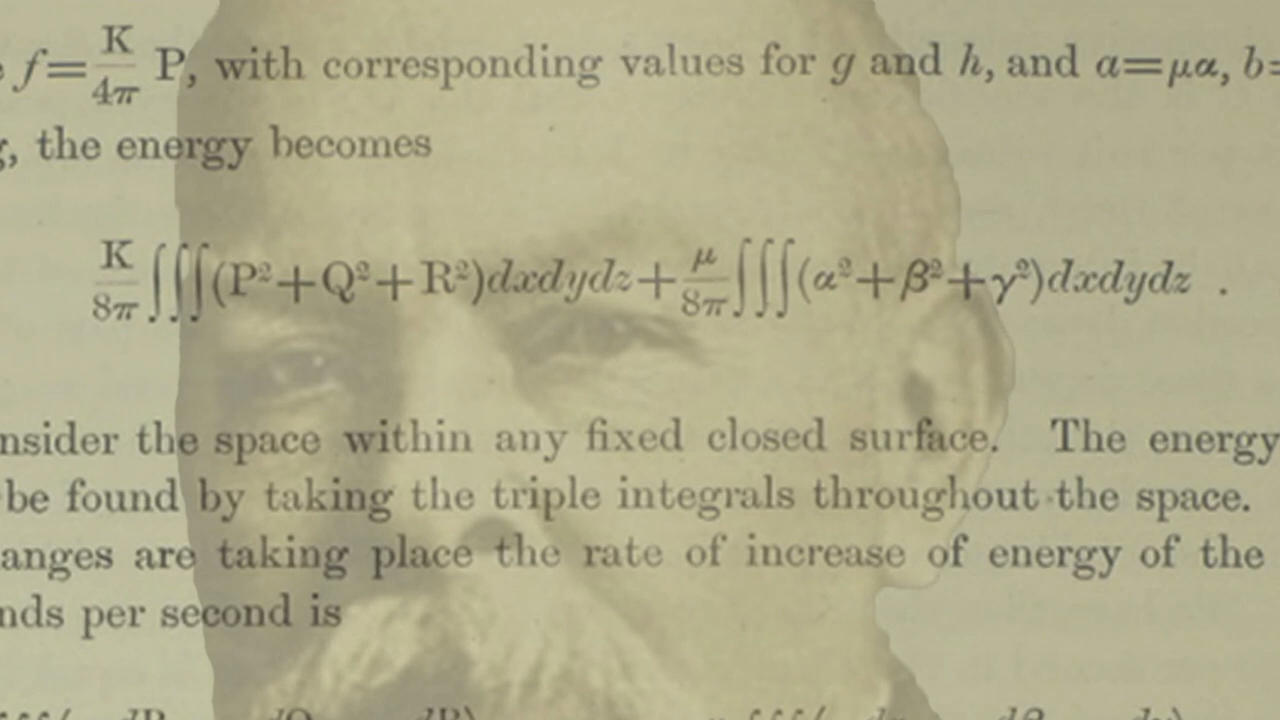 f=K/4π P, with corresponding values for g and h, and a=μα, b=
, the energy becomes
K/8π ∫∫∫(P²+Q²+R²)dxdydz+μ/8π ∫∫∫(α²+β²+γ²)dxdydz .
nsider the space within any fixed closed surface. The energy
be found by taking the triple integrals throughout the space.
anges are taking place the rate of increase of energy of the
nds per second is